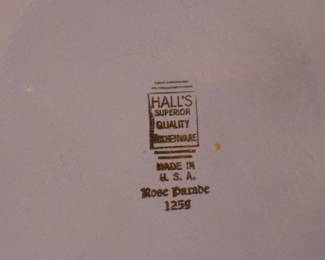 HALL'S
SUPERIOR
QUALITY
KITCHENWARE
MADE IN
U. S. A.
Rose Parade
1259